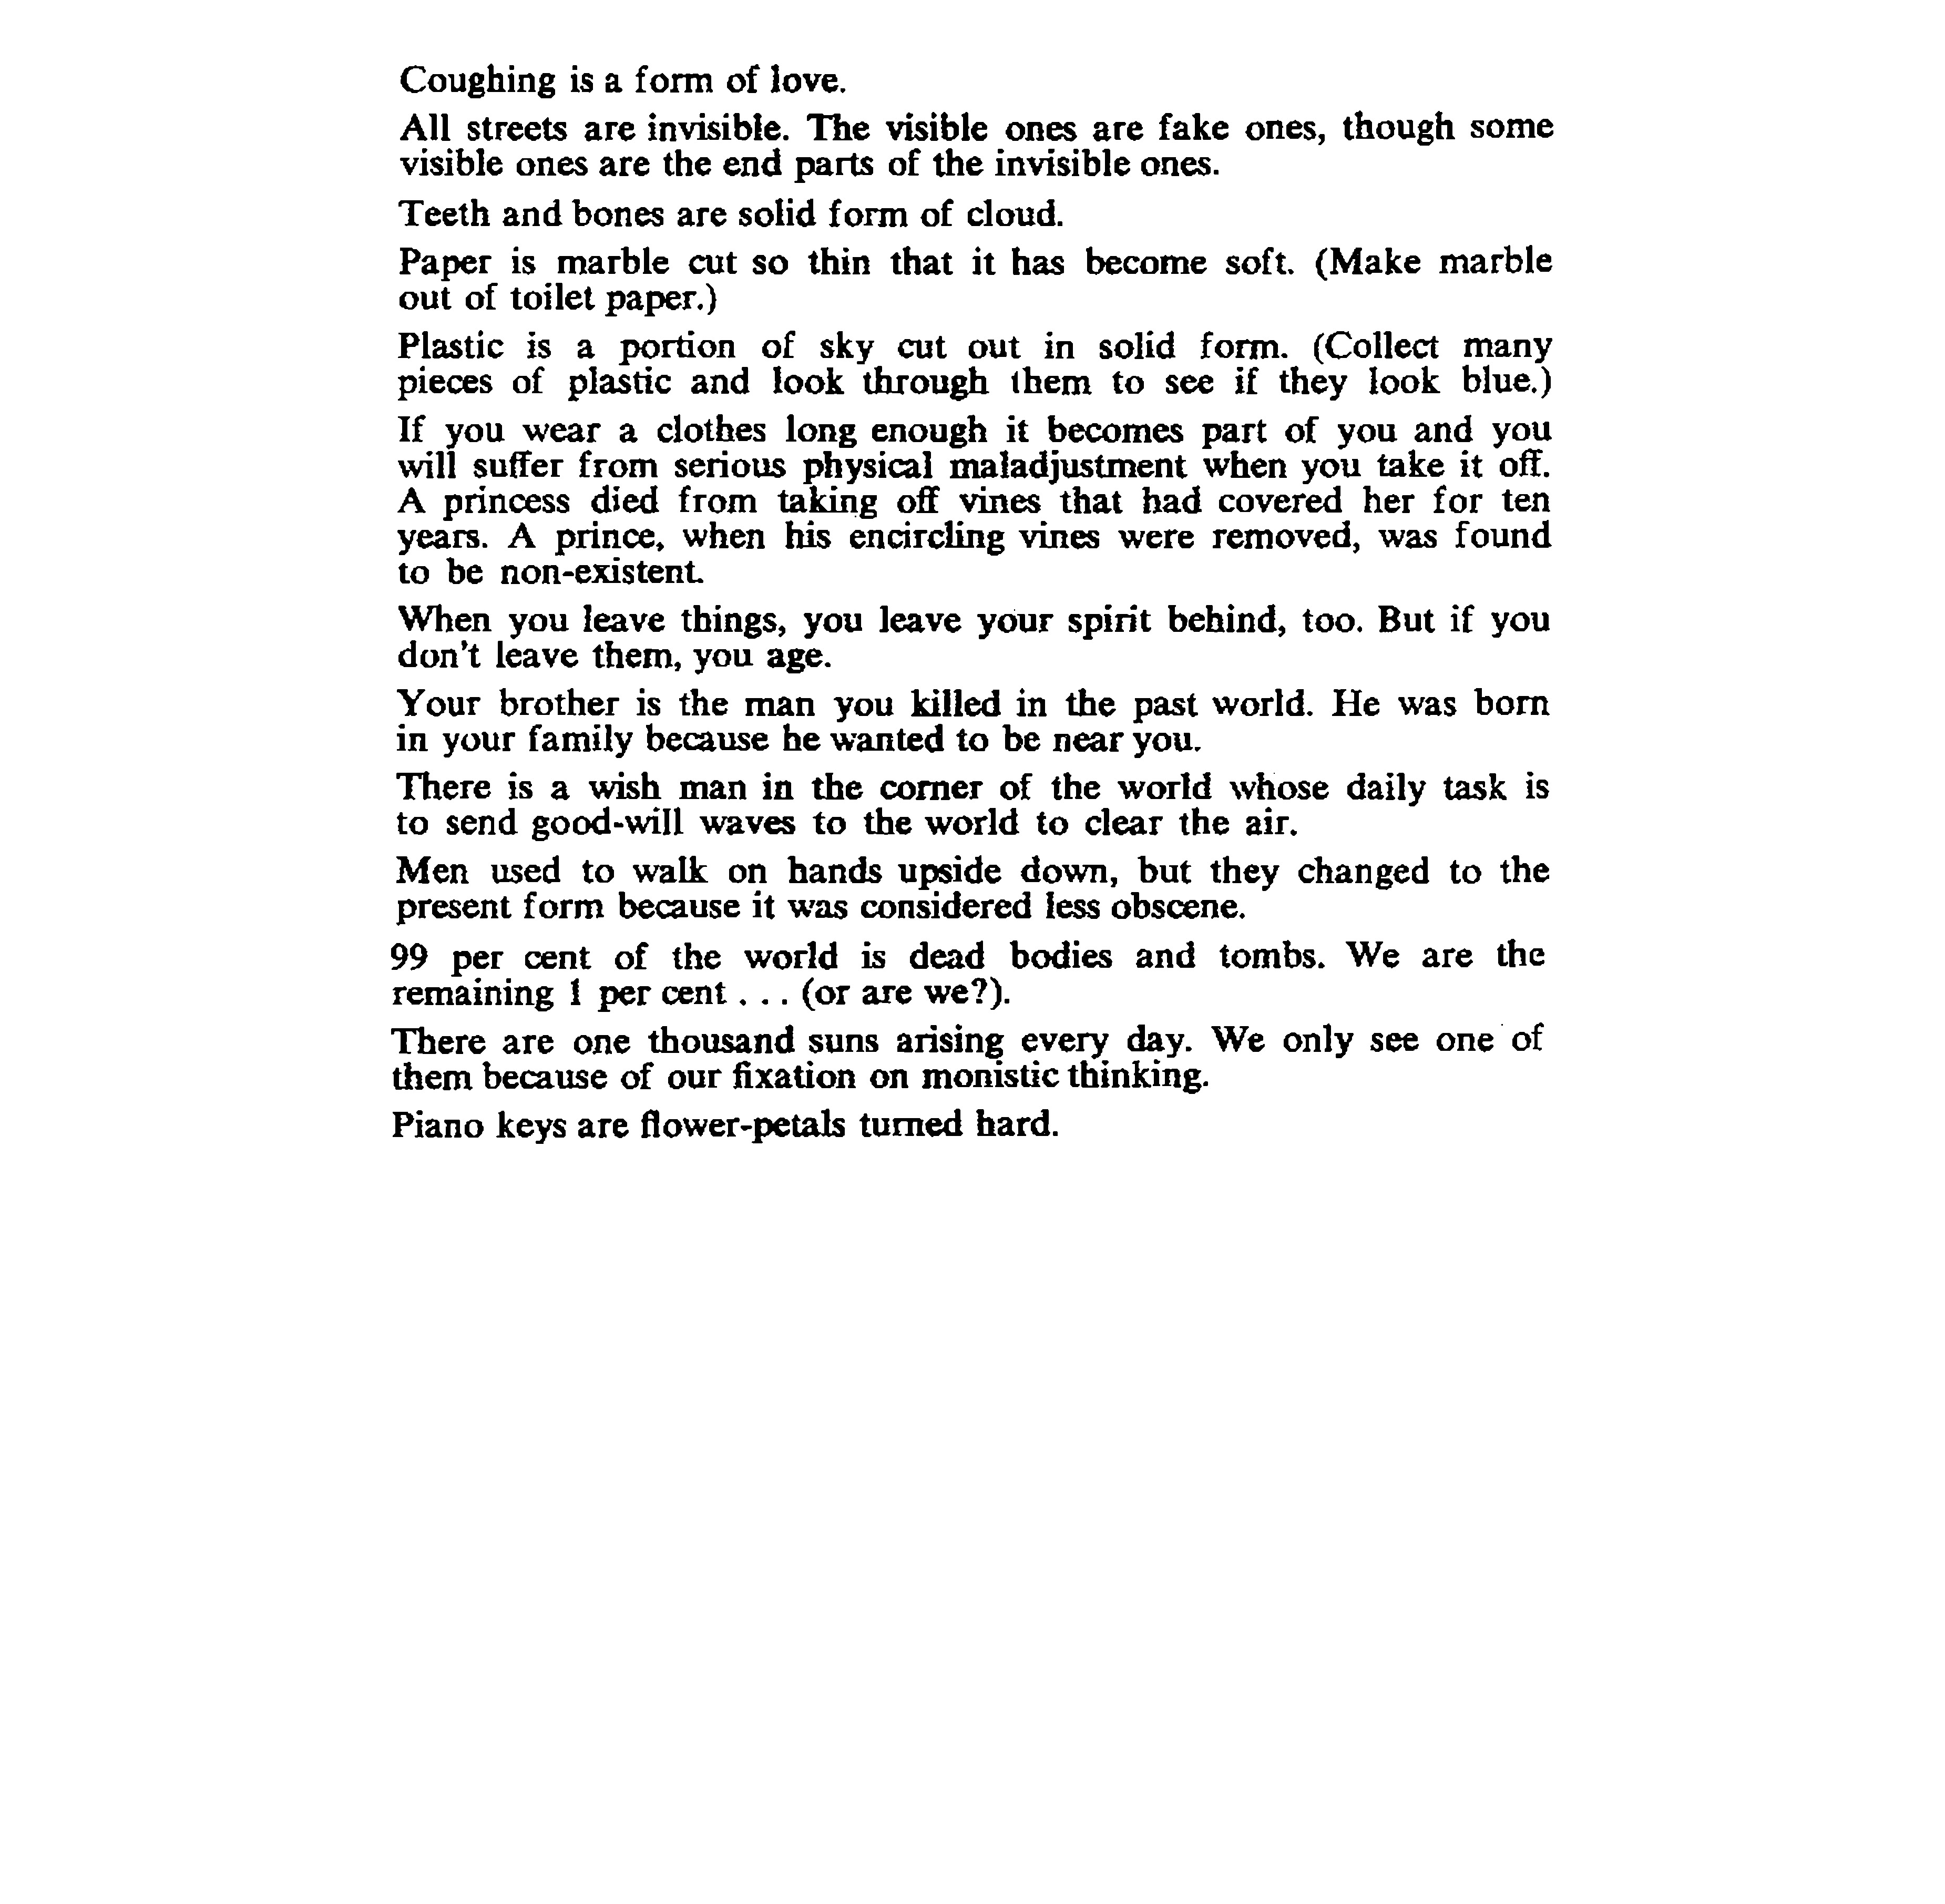 Coughing is a form of love.
All streets are invisible. The visible ones are fake ones, though some
visible ones are the end parts of the invisible ones.
Teeth and bones are solid form of cloud.
Paper is marble cut so thin that it has become soft. (Make marble
out of toilet paper.)
Plastic is a portion of sky cut out in solid form. (Collect many
pieces of plastic and look through them to see if they look blue.)
If you wear a clothes long enough it becomes part of you and you
will suffer from serious physical maladjustment when you take it off.
A princess died from taking off vines that had covered her for ten
years. A prince, when his encircling vines were removed, was found
to be non-existent.
When you leave things, you leave your spirit behind, too. But if you
don't leave them, you age.
Your brother is the man you killed in the past world. He was born
in your family because he wanted to be near you.
There is a wish man in the corner of the world whose daily task is
to send good-will waves to the world to clear the air.
Men used to walk on hands upside down, but they changed to the
present form because it was considered less obscene.
99 per cent of the world is dead bodies and tombs. We are the
remaining 1 per cent . . . (or are we?).
There are one thousand suns arising every day. We only see one of
them because of our fixation on monistic thinking.
Piano keys are flower-petals turned hard.